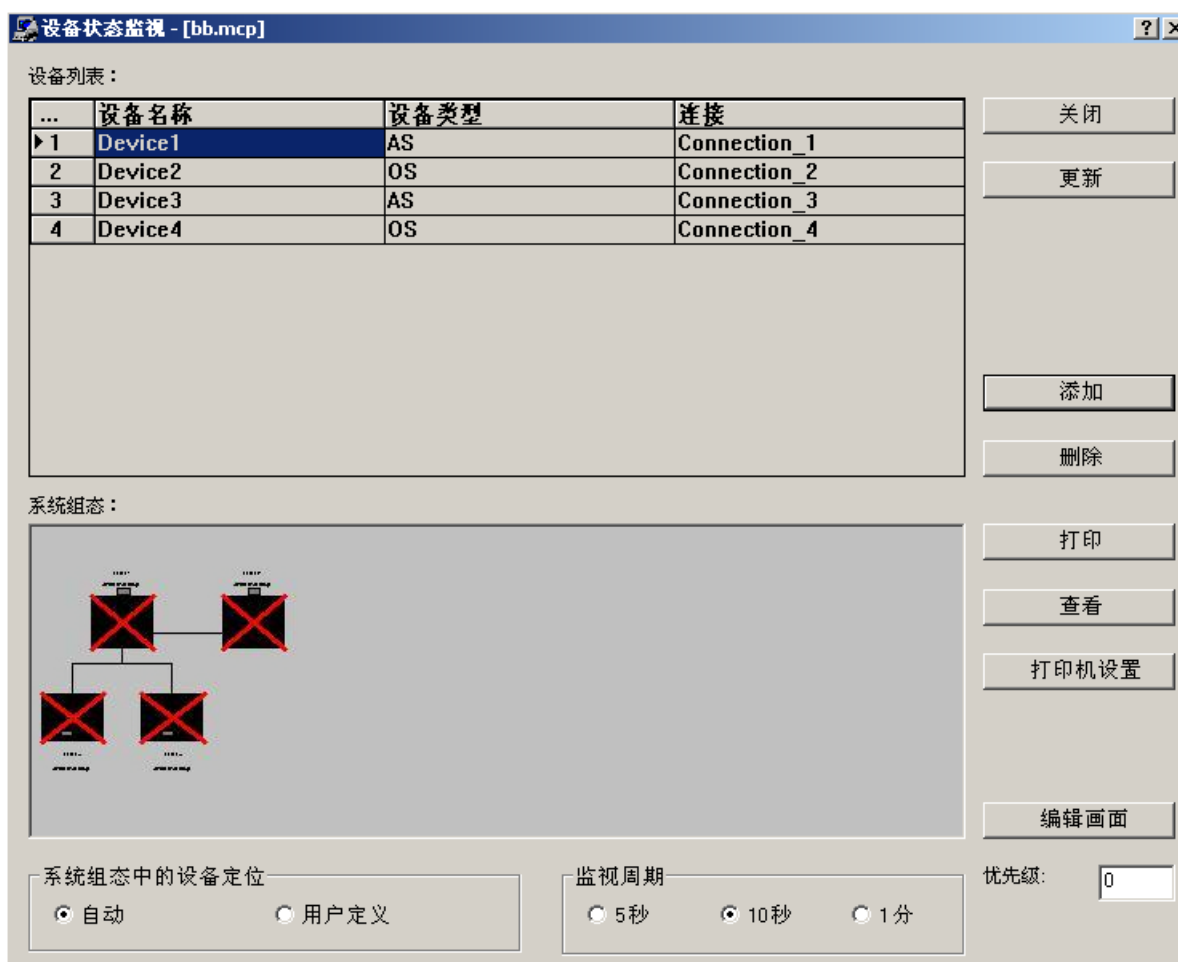 设备状态监视 - [bb.mcp]
设备列表：
... 设备名称 设备类型 连接
1 Device1 AS Connection_1
2 Device2 OS Connection_2
3 Device3 AS Connection_3
4 Device4 OS Connection_4
关闭
更新
添加
删除
系统组态：
打印
查看
打印机设置
编辑画面
系统组态中的设备定位
自动 用户定义
监视周期
5秒 10秒 1分
优先级: 0